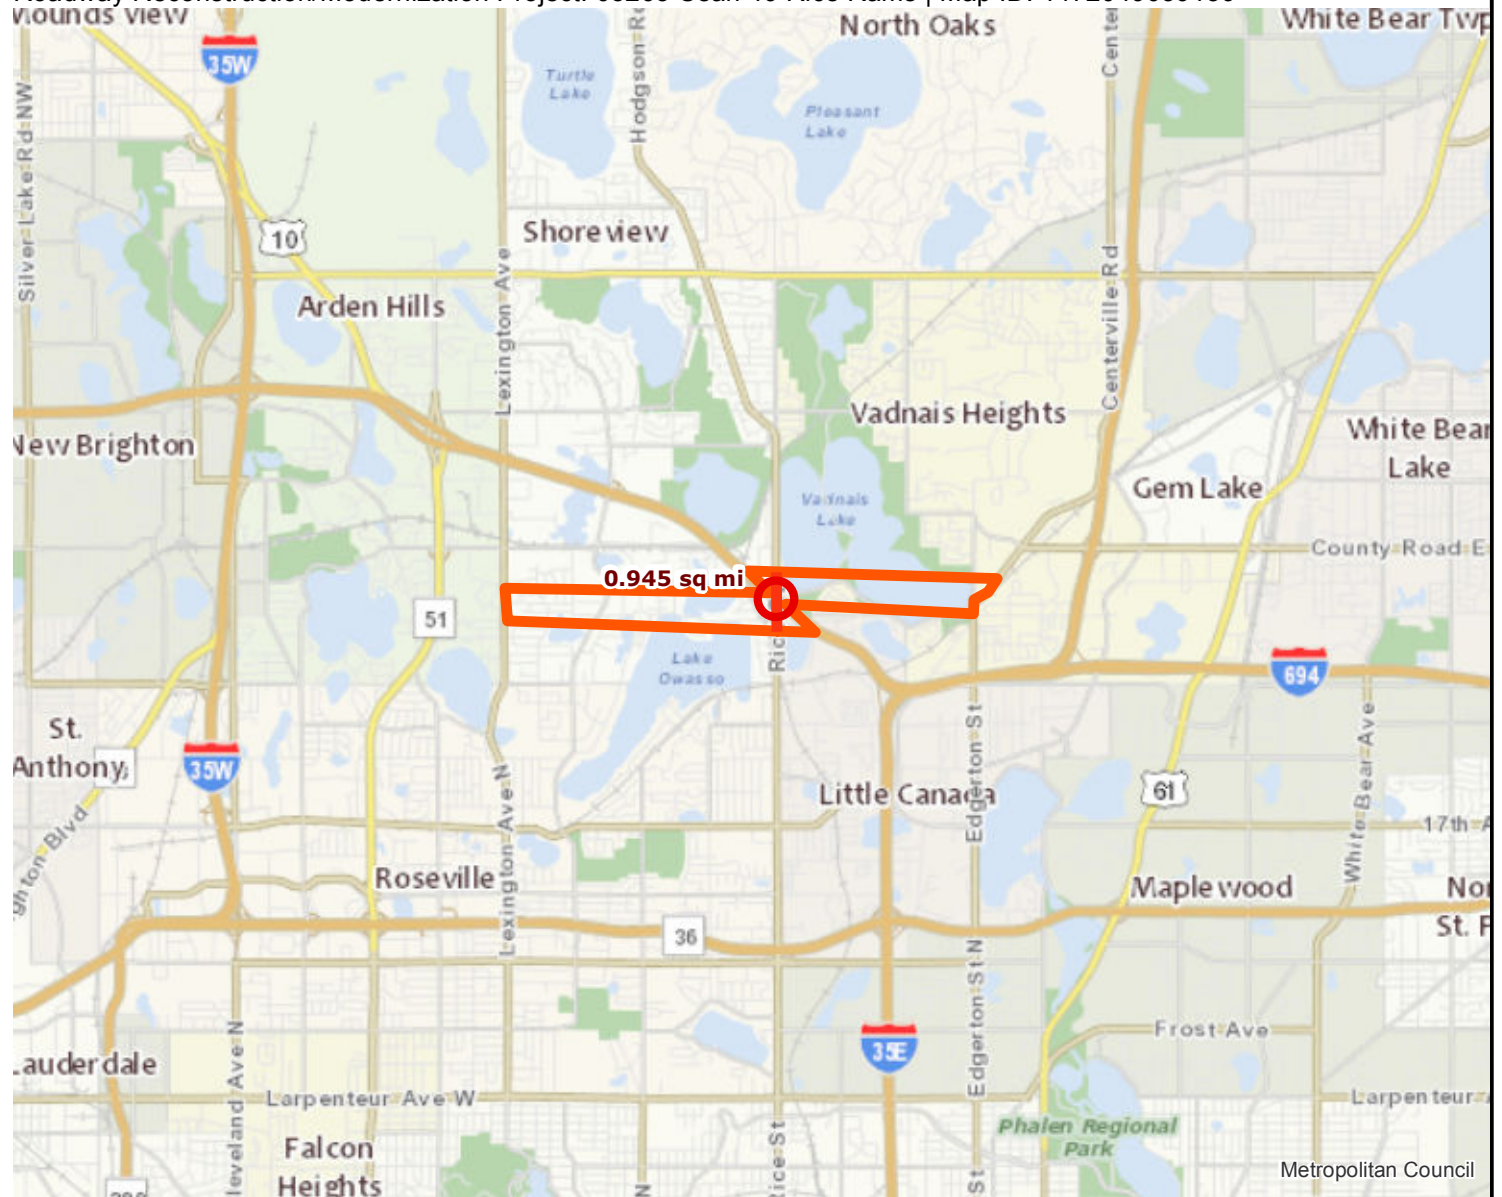 White Bear Twp
North Oaks
35W
Turtle
Lake
Hodgson Rd
Pleasant
Lake
Silver Lake Rd NW
10
Shoreview
Centerville Rd
Arden Hills
Lexington Ave
Vadnais Heights
New Brighton
White Bear
Lake
Gem Lake
Vadnais
Lake
County Road E
0.945 sq mi
51
Lake
Owasso
694
St.
Anthony
35W
Lexington Ave N
Edgerton St
Little Canada
61
White Bear Ave
17th A
Roseville
Maplewood
36
St. P
Edgerton St N
35E
Frost Ave
Lauderdale
Larpenteur Ave W
Larpenteur
Phalen Regional
Park
Falcon
Heights
Rice St
Metropolitan Council